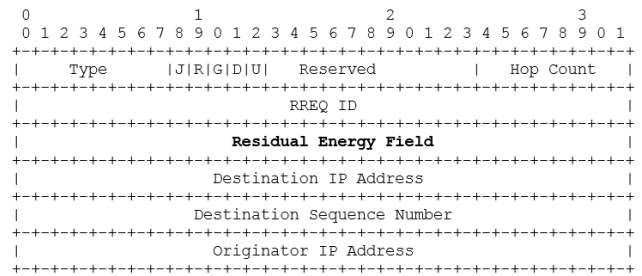 0                   1                   2                   3
0 1 2 3 4 5 6 7 8 9 0 1 2 3 4 5 6 7 8 9 0 1 2 3 4 5 6 7 8 9 0 1
+-+-+-+-+-+-+-+-+-+-+-+-+-+-+-+-+-+-+-+-+-+-+-+-+-+-+-+-+-+-+-+-+
|     Type      |J|R|G|D|U|   Reserved          |   Hop Count   |
+-+-+-+-+-+-+-+-+-+-+-+-+-+-+-+-+-+-+-+-+-+-+-+-+-+-+-+-+-+-+-+-+
|                            RREQ ID                            |
+-+-+-+-+-+-+-+-+-+-+-+-+-+-+-+-+-+-+-+-+-+-+-+-+-+-+-+-+-+-+-+-+
|                      Residual Energy Field                    |
+-+-+-+-+-+-+-+-+-+-+-+-+-+-+-+-+-+-+-+-+-+-+-+-+-+-+-+-+-+-+-+-+
|                    Destination IP Address                     |
+-+-+-+-+-+-+-+-+-+-+-+-+-+-+-+-+-+-+-+-+-+-+-+-+-+-+-+-+-+-+-+-+
|                  Destination Sequence Number                  |
+-+-+-+-+-+-+-+-+-+-+-+-+-+-+-+-+-+-+-+-+-+-+-+-+-+-+-+-+-+-+-+-+
|                    Originator IP Address                      |
+-+-+-+-+-+-+-+-+-+-+-+-+-+-+-+-+-+-+-+-+-+-+-+-+-+-+-+-+-+-+-+-+